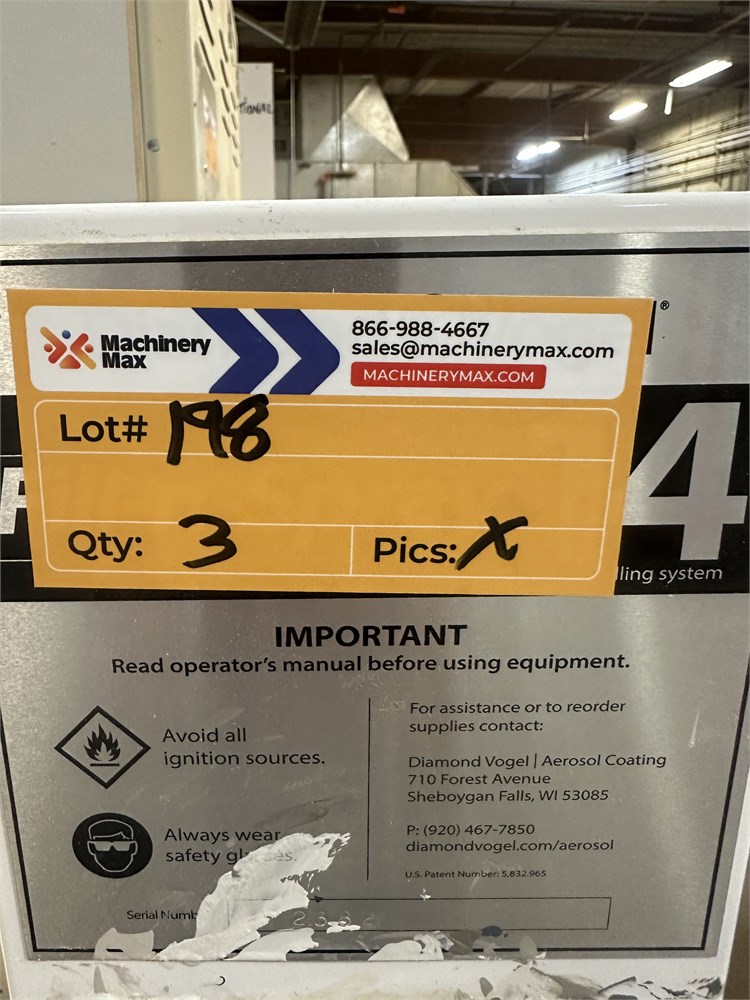 Machinery
Max
866-988-4667
sales@machinerymax.com
MACHINERYMAX.COM
®
Lot# 198
4
Qty: 3 Pics: X
lling system
IMPORTANT
Read operator's manual before using equipment.
Avoid all
ignition sources.
Always wear
safety
For assistance or to reorder
supplies contact:
Diamond Vogel | Aerosol Coating
710 Forest Avenue
Sheboygan Falls, WI 53085
P: (920) 467-7850
diamondvogel.com/aerosol
U.S. Patent Number: 5,832,965
Serial Numb